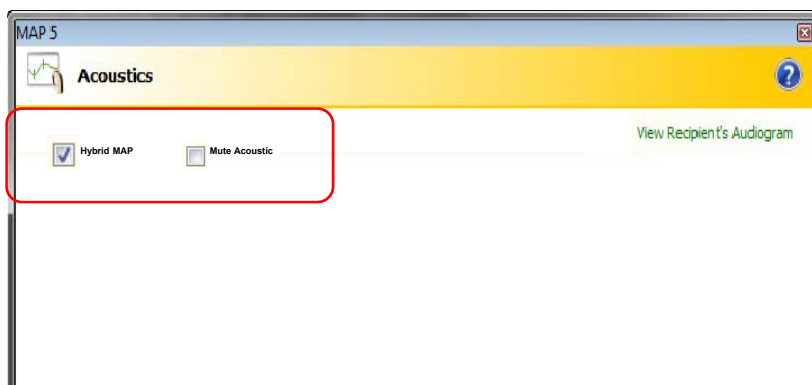 MAP 5
Acoustics
?
View Recipient's Audiogram
Hybrid MAP
Mute Acoustic